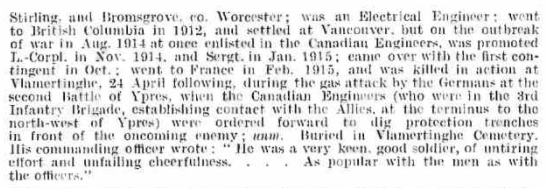 Stirling, and Bromsgrove, co. Worcester; was an Electrical Engineer; went
to British Columbia in 1912, and settled at Vancouver, but on the outbreak
of war in Aug. 1914 at once enlisted in the Canadian Engineers, was promoted
L.-Corpl. in Nov. 1914, and Sergt. in Jan. 1915; came over with the first con-
tingent in Oct.; went to France in Feb. 1915, and was killed in action at
Vlamertinghe, 24 April following, during the gas attack by the Germans at the
second Battle of Ypres, when the Canadian Engineers (who were in the 3rd
Infantry Brigade, establishing contact with the Allies, at the terminus to the
north-west of Ypres) were ordered forward to dig protection trenches
in front of the oncoming enemy; unm. Buried in Vlamertinghe Cemetery.
His commanding officer wrote: " He was a very keen, good soldier, of untiring
effort and unfailing cheerfulness. . . . As popular with the men as with
the officers."